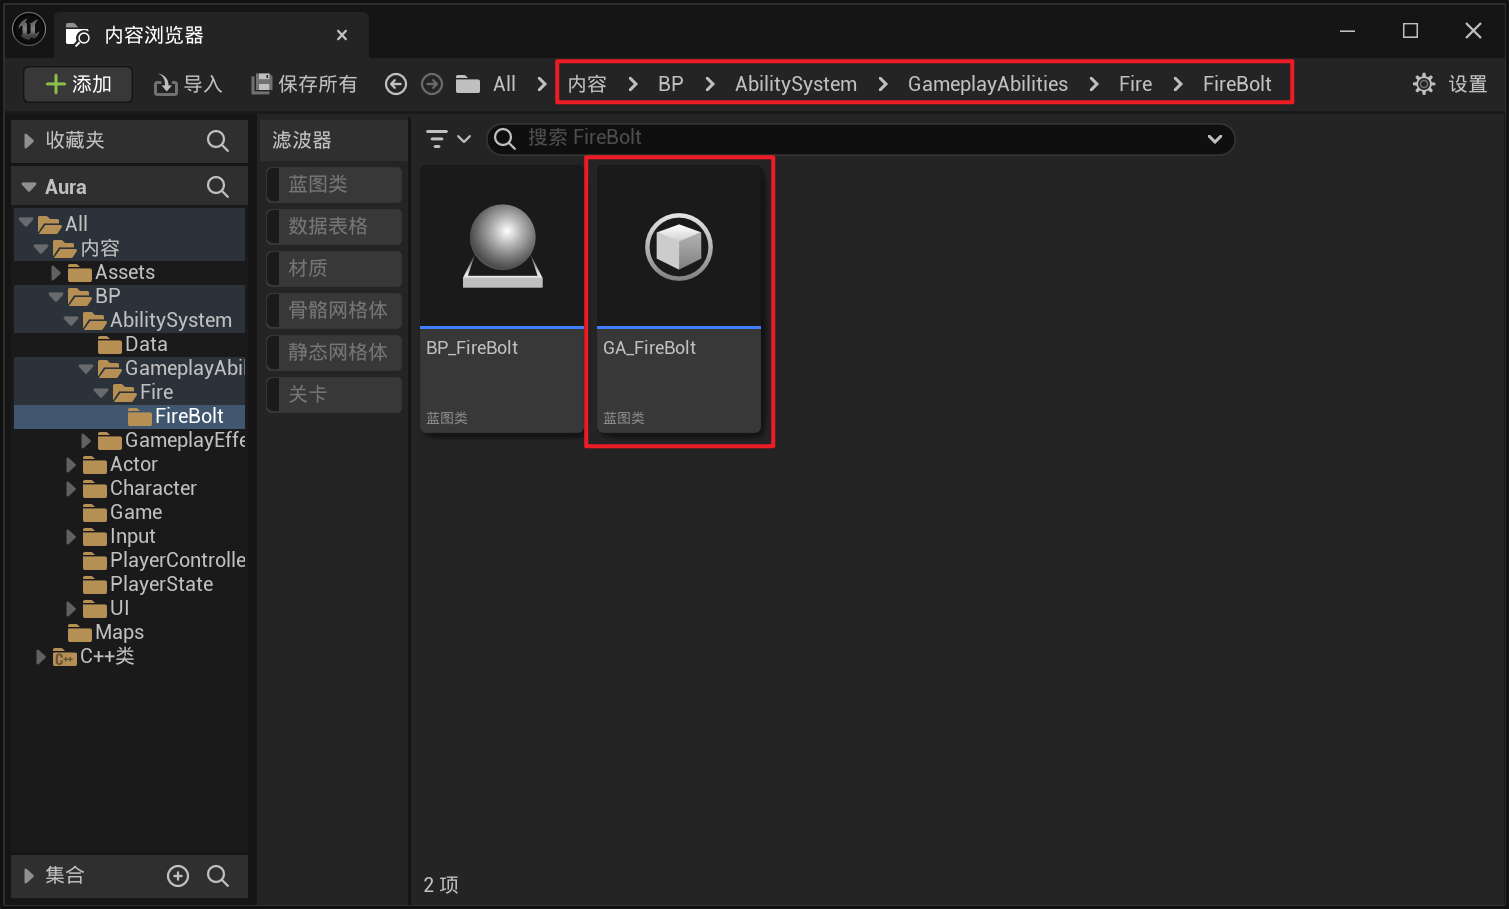 内容浏览器
添加
导入
保存所有
All
内容
BP
AbilitySystem
GameplayAbilities
Fire
FireBolt
设置
收藏夹
Aura
All
内容
Assets
BP
AbilitySystem
Data
GameplayAbil
Fire
FireBolt
GameplayEffe
Actor
Character
Game
Input
PlayerControlle
PlayerState
UI
Maps
C++类
集合
滤波器
蓝图类
数据表格
材质
骨骼网格体
静态网格体
关卡
搜索 FireBolt
BP_FireBolt
蓝图类
GA_FireBolt
蓝图类
2 项